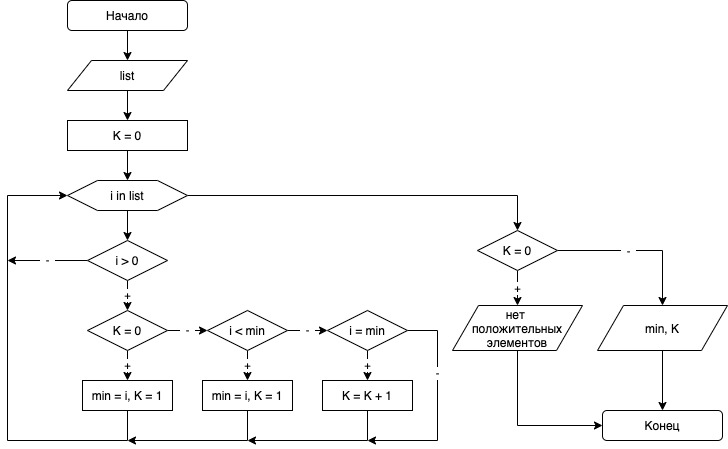 Начало
list
K = 0
i in list
i > 0
-
+
K = 0
-
i < min
-
i = min
-
+
+
+
min = i, K = 1
min = i, K = 1
K = K + 1
K = 0
-
+
нет
положительных
элементов
min, K
Конец